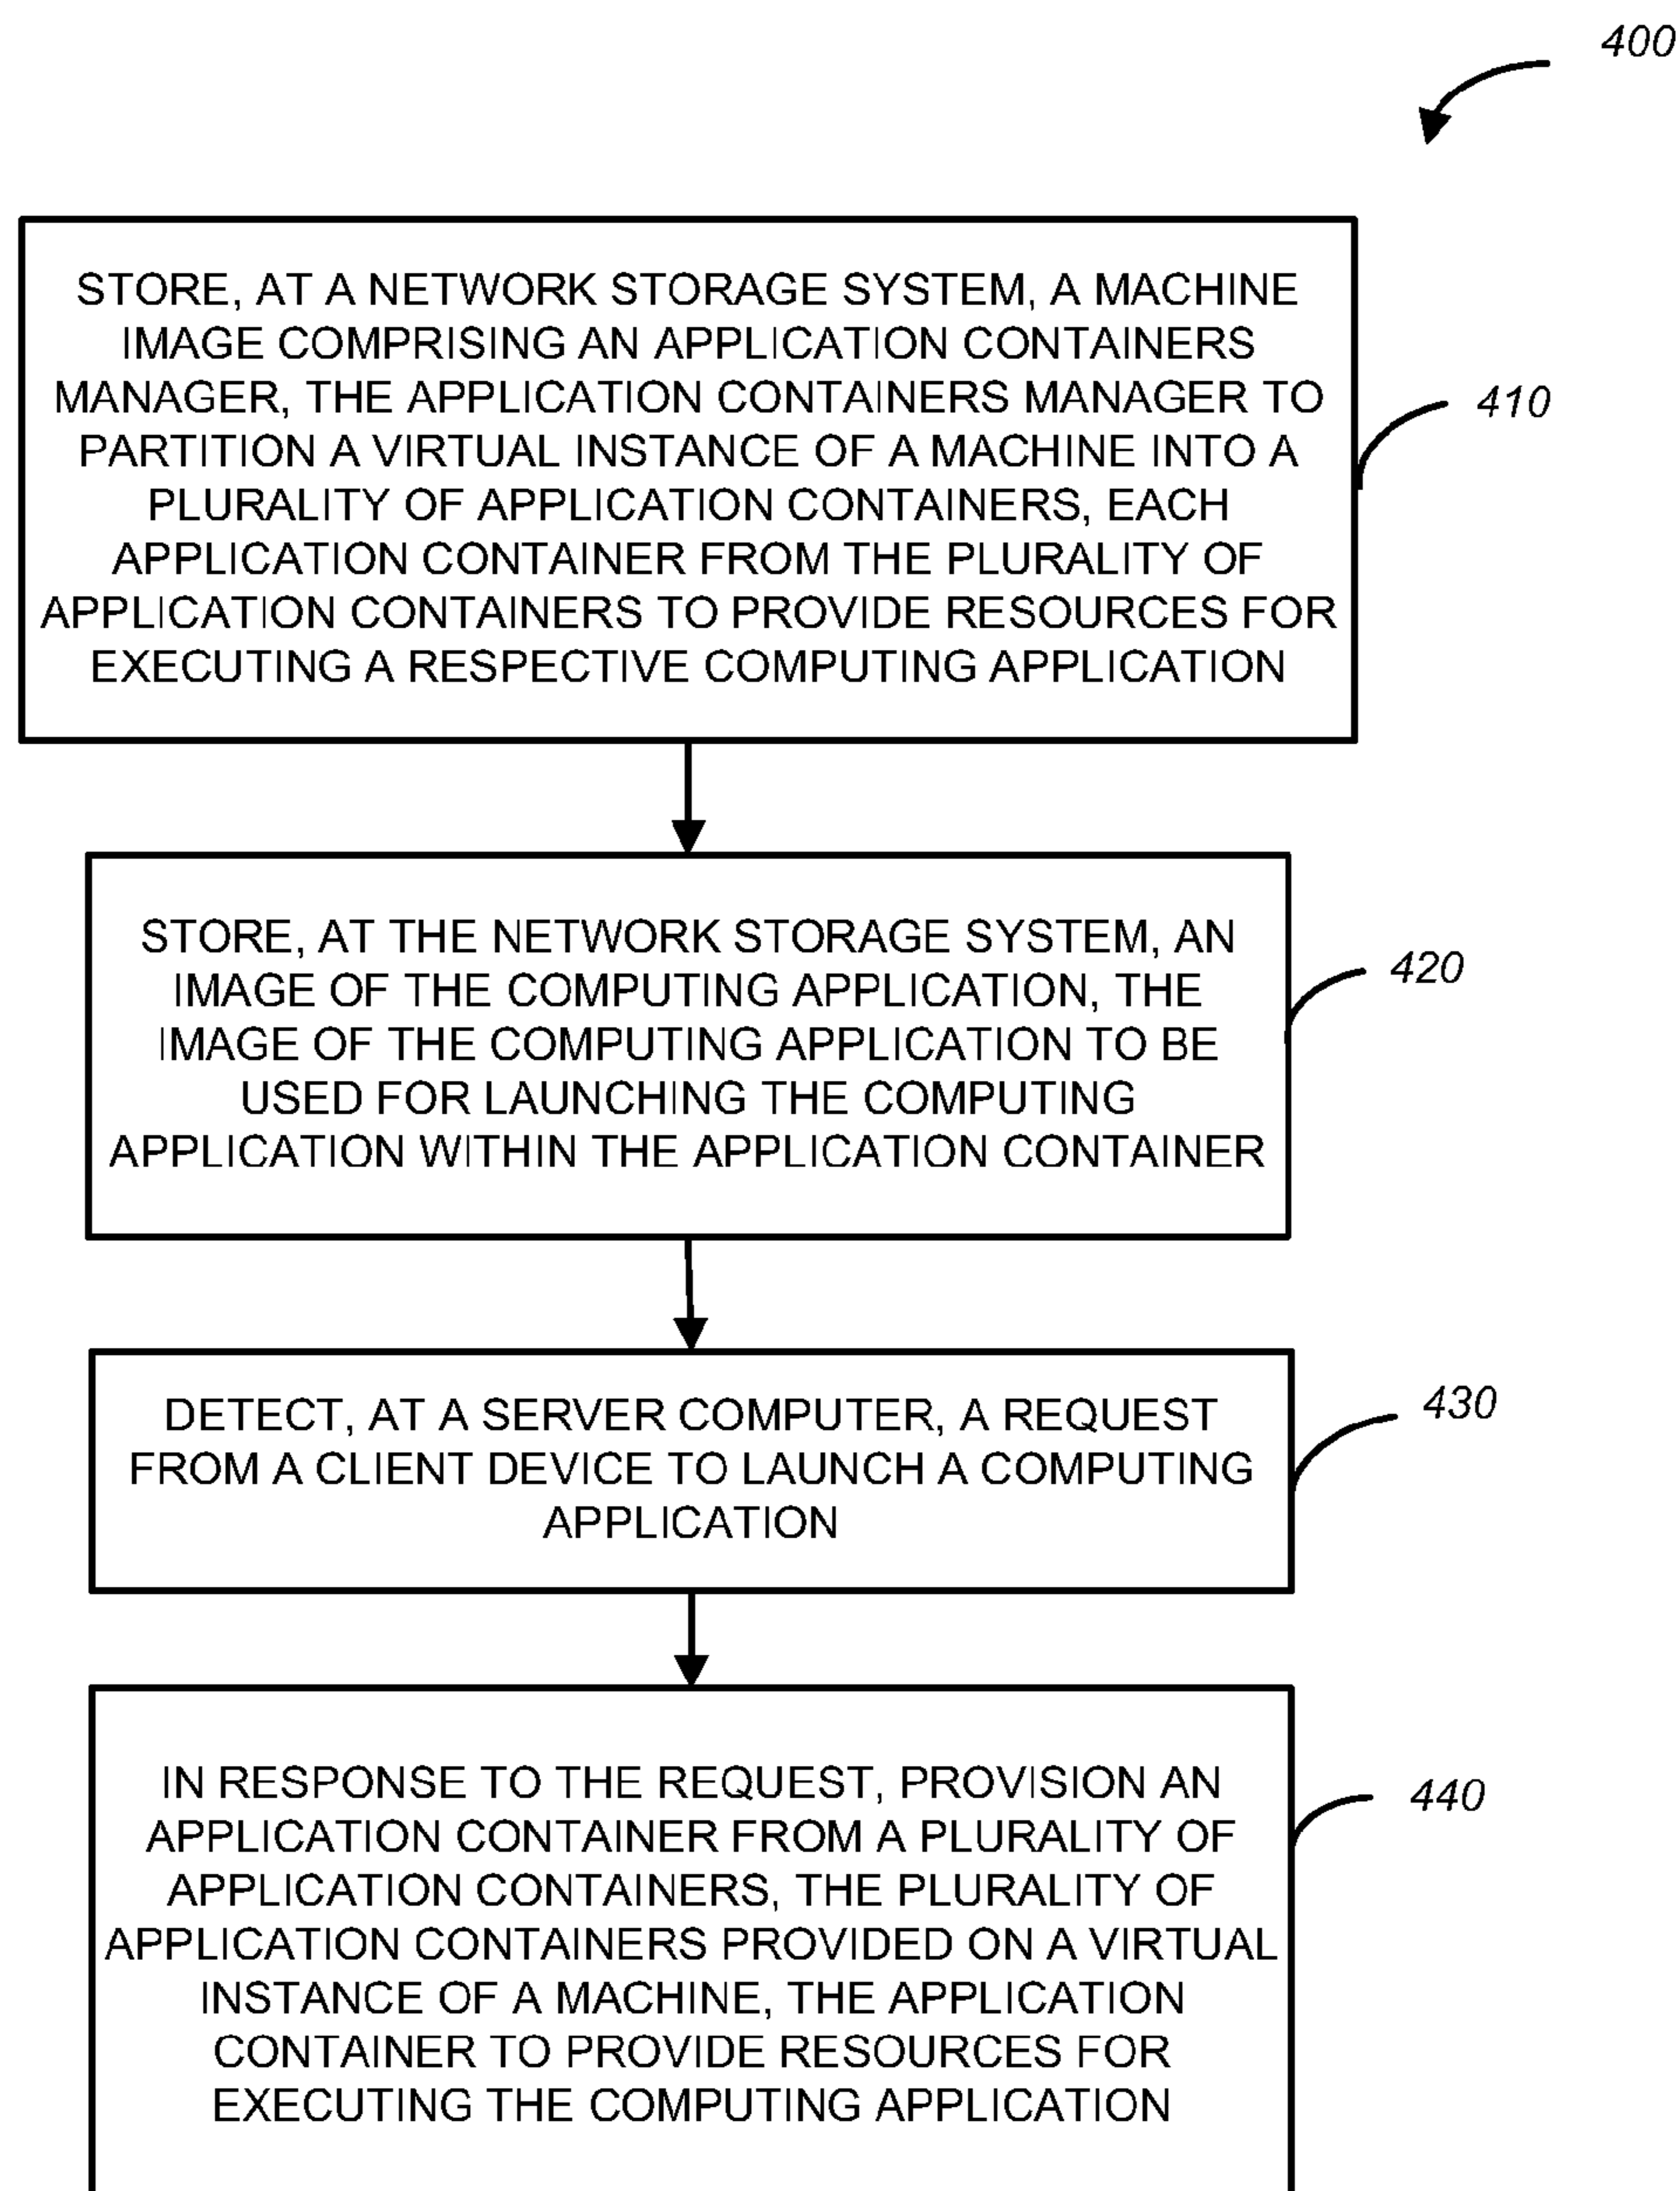 400
STORE, AT A NETWORK STORAGE SYSTEM, A MACHINE
IMAGE COMPRISING AN APPLICATION CONTAINERS
MANAGER, THE APPLICATION CONTAINERS MANAGER TO
PARTITION A VIRTUAL INSTANCE OF A MACHINE INTO A
PLURALITY OF APPLICATION CONTAINERS, EACH
APPLICATION CONTAINER FROM THE PLURALITY OF
APPLICATION CONTAINERS TO PROVIDE RESOURCES FOR
EXECUTING A RESPECTIVE COMPUTING APPLICATION
410
STORE, AT THE NETWORK STORAGE SYSTEM, AN
IMAGE OF THE COMPUTING APPLICATION, THE
IMAGE OF THE COMPUTING APPLICATION TO BE
USED FOR LAUNCHING THE COMPUTING
APPLICATION WITHIN THE APPLICATION CONTAINER
420
DETECT, AT A SERVER COMPUTER, A REQUEST
FROM A CLIENT DEVICE TO LAUNCH A COMPUTING
APPLICATION
430
IN RESPONSE TO THE REQUEST, PROVISION AN
APPLICATION CONTAINER FROM A PLURALITY OF
APPLICATION CONTAINERS, THE PLURALITY OF
APPLICATION CONTAINERS PROVIDED ON A VIRTUAL
INSTANCE OF A MACHINE, THE APPLICATION
CONTAINER TO PROVIDE RESOURCES FOR
EXECUTING THE COMPUTING APPLICATION
440